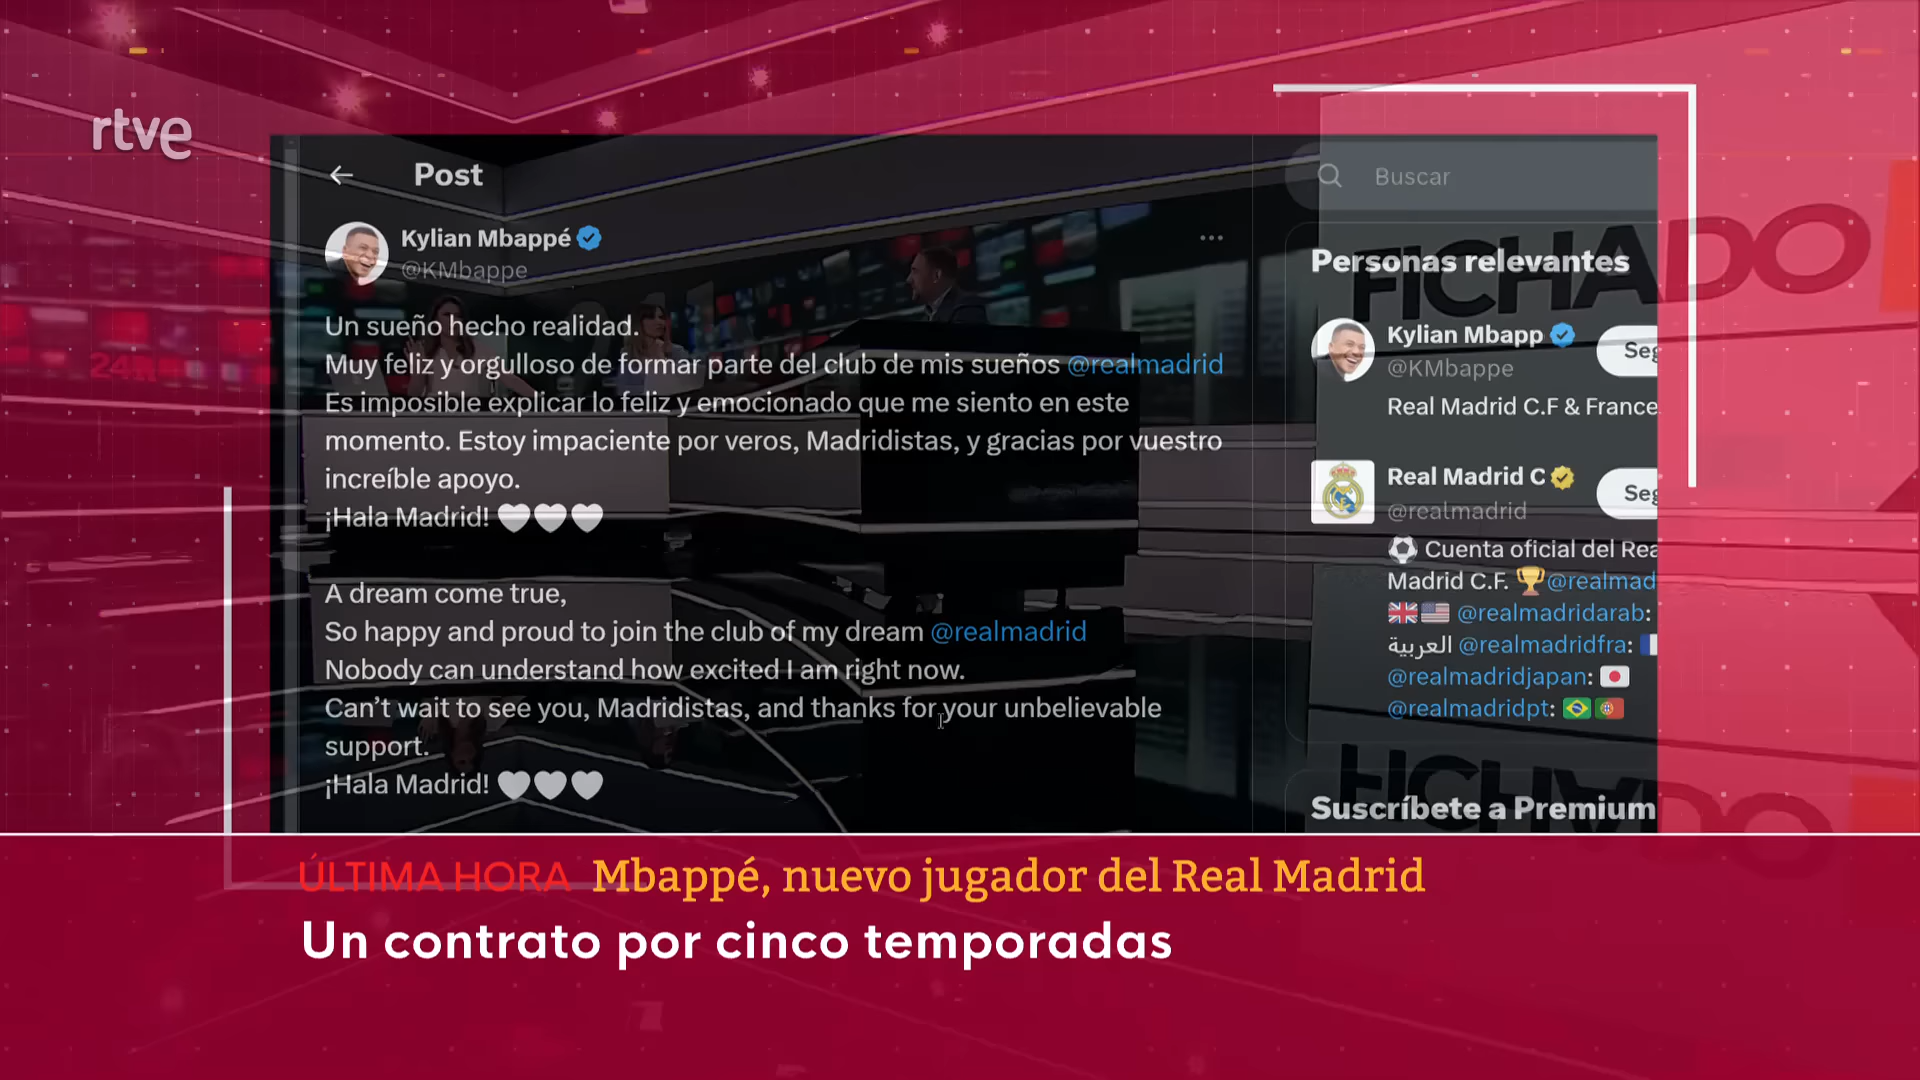 rtve
Post
Kylian Mbappé
@KMbappe
Un sueño hecho realidad.
Muy feliz y orgulloso de formar parte del club de mis sueños @realmadrid
Es imposible explicar lo feliz y emocionado que me siento en este
momento. Estoy impaciente por veros, Madridistas, y gracias por vuestro
increíble apoyo.
¡Hala Madrid! 🤍🤍🤍
A dream come true,
So happy and proud to join the club of my dream @realmadrid
Nobody can understand how excited I am right now.
Can’t wait to see you, Madridistas, and thanks for your unbelievable
support.
¡Hala Madrid! 🤍🤍🤍
Buscar
Personas relevantes
Kylian Mbapp
@KMbappe
Seg
Real Madrid C.F & France
Real Madrid C
@realmadrid
Seg
⚽ Cuenta oficial del Rea
Madrid C.F. 🏆@realmad
🇬🇧🇺🇸 @realmadridarab:
العربية @realmadridfra:
@realmadridjapan: 🇯🇵
@realmadridpt: 🇧🇷 🇵🇹
Suscríbete a Premium
FICHADO
FICHADO
24h
ÚLTIMA HORA Mbappé, nuevo jugador del Real Madrid
Un contrato por cinco temporadas